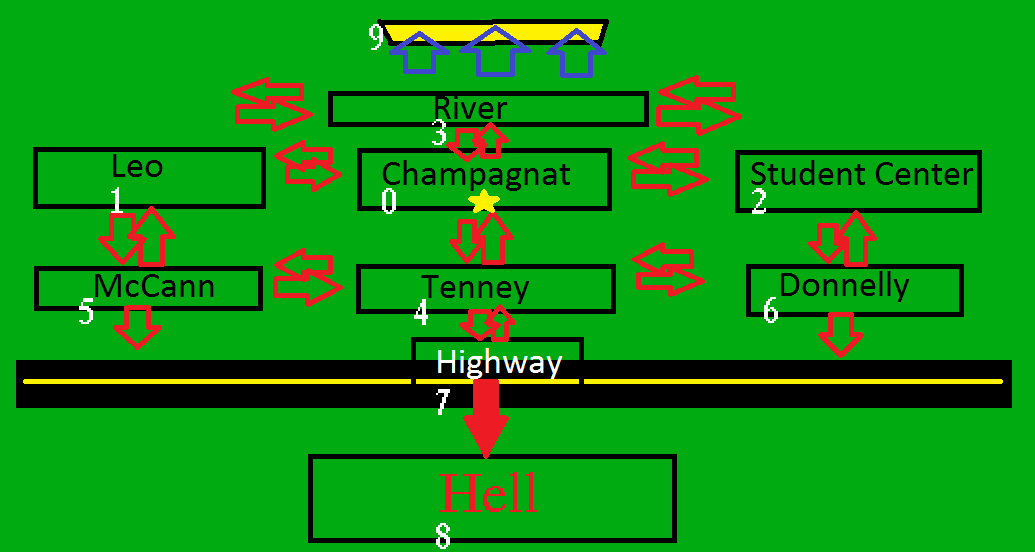 9
River
3
Leo
1
Champagnat
0
Student Center
2
McCann
5
Tenney
4
Donnelly
6
Highway
7
Hell
8